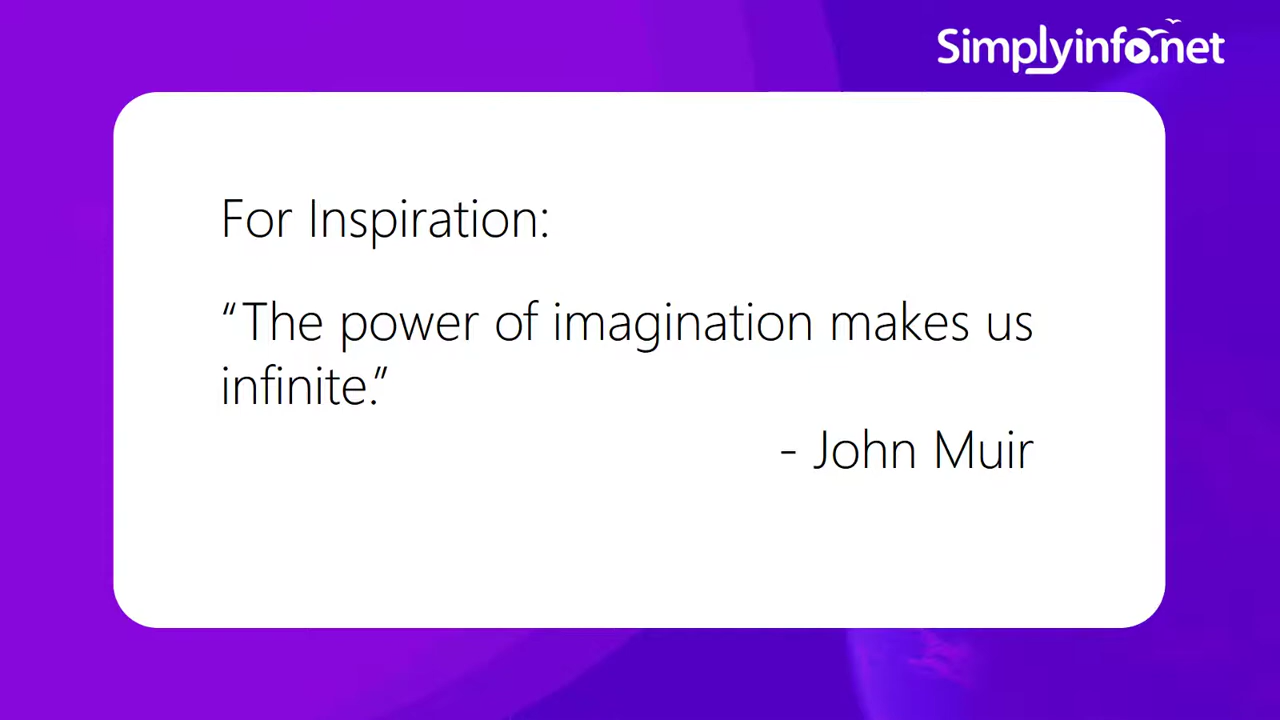 Simplyinfo.net
For Inspiration:
“The power of imagination makes us
infinite.”
- John Muir